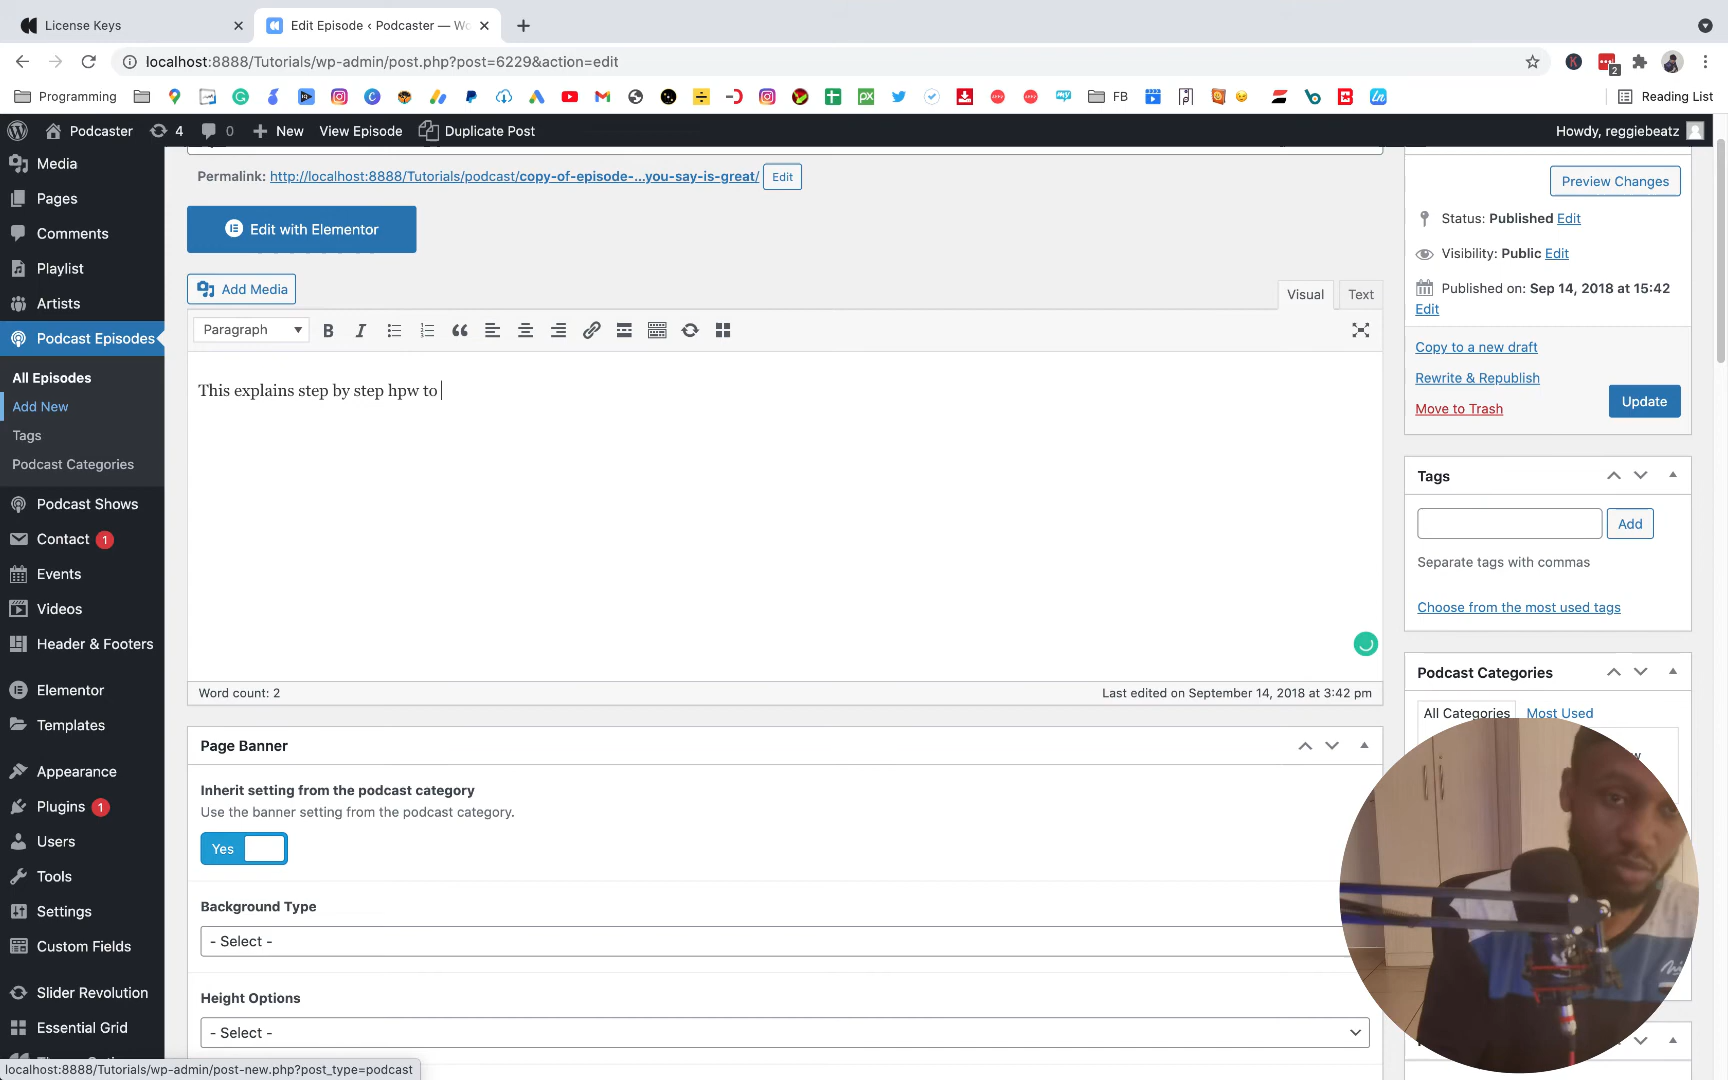 License Keys
Edit Episode ‹ Podcaster — Wo
localhost:8888/Tutorials/wp-admin/post.php?post=6229&action=edit
2
Programming
FB
Reading List
Podcaster
4
0
New
View Episode
Duplicate Post
Howdy, reggiebeatz
Media
Pages
Comments
Playlist
Artists
Podcast Episodes
All Episodes
Add New
Tags
Podcast Categories
Podcast Shows
Contact 1
Events
Videos
Header & Footers
Elementor
Templates
Appearance
Plugins 1
Users
Tools
Settings
Custom Fields
Slider Revolution
Essential Grid
localhost:8888/Tutorials/wp-admin/post-new.php?post_type=podcast
Permalink: http://localhost:8888/Tutorials/podcast/copy-of-episode-...you-say-is-great/ Edit
Edit with Elementor
Add Media
Visual
Text
Paragraph
B I
This explains step by step hpw to
Word count: 2
Last edited on September 14, 2018 at 3:42 pm
Page Banner
Inherit setting from the podcast category
Use the banner setting from the podcast category.
Yes
Background Type
- Select -
Height Options
- Select -
Preview Changes
Status: Published Edit
Visibility: Public Edit
Published on: Sep 14, 2018 at 15:42
Edit
Copy to a new draft
Rewrite & Republish
Move to Trash
Update
Tags
Add
Separate tags with commas
Choose from the most used tags
Podcast Categories
All Categories
Most Used